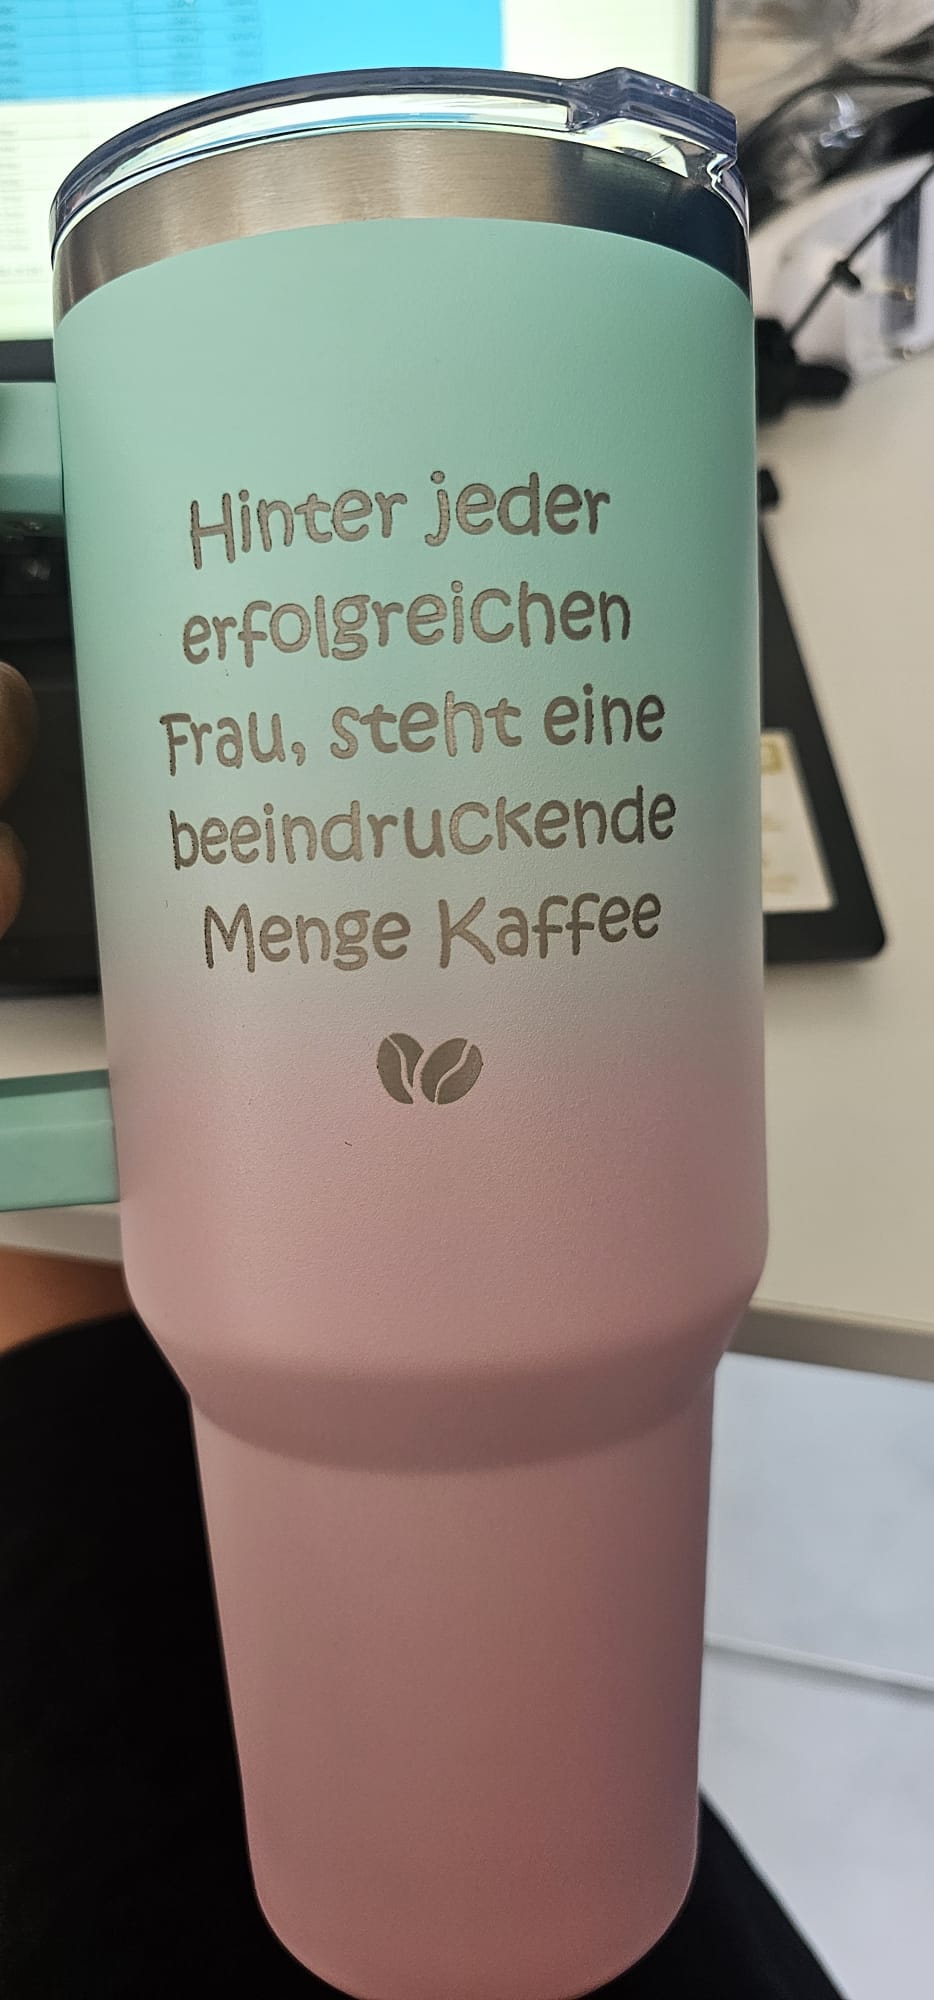 Hinter jeder
erfolgreichen
Frau, steht eine
beeindruckende
Menge Kaffee